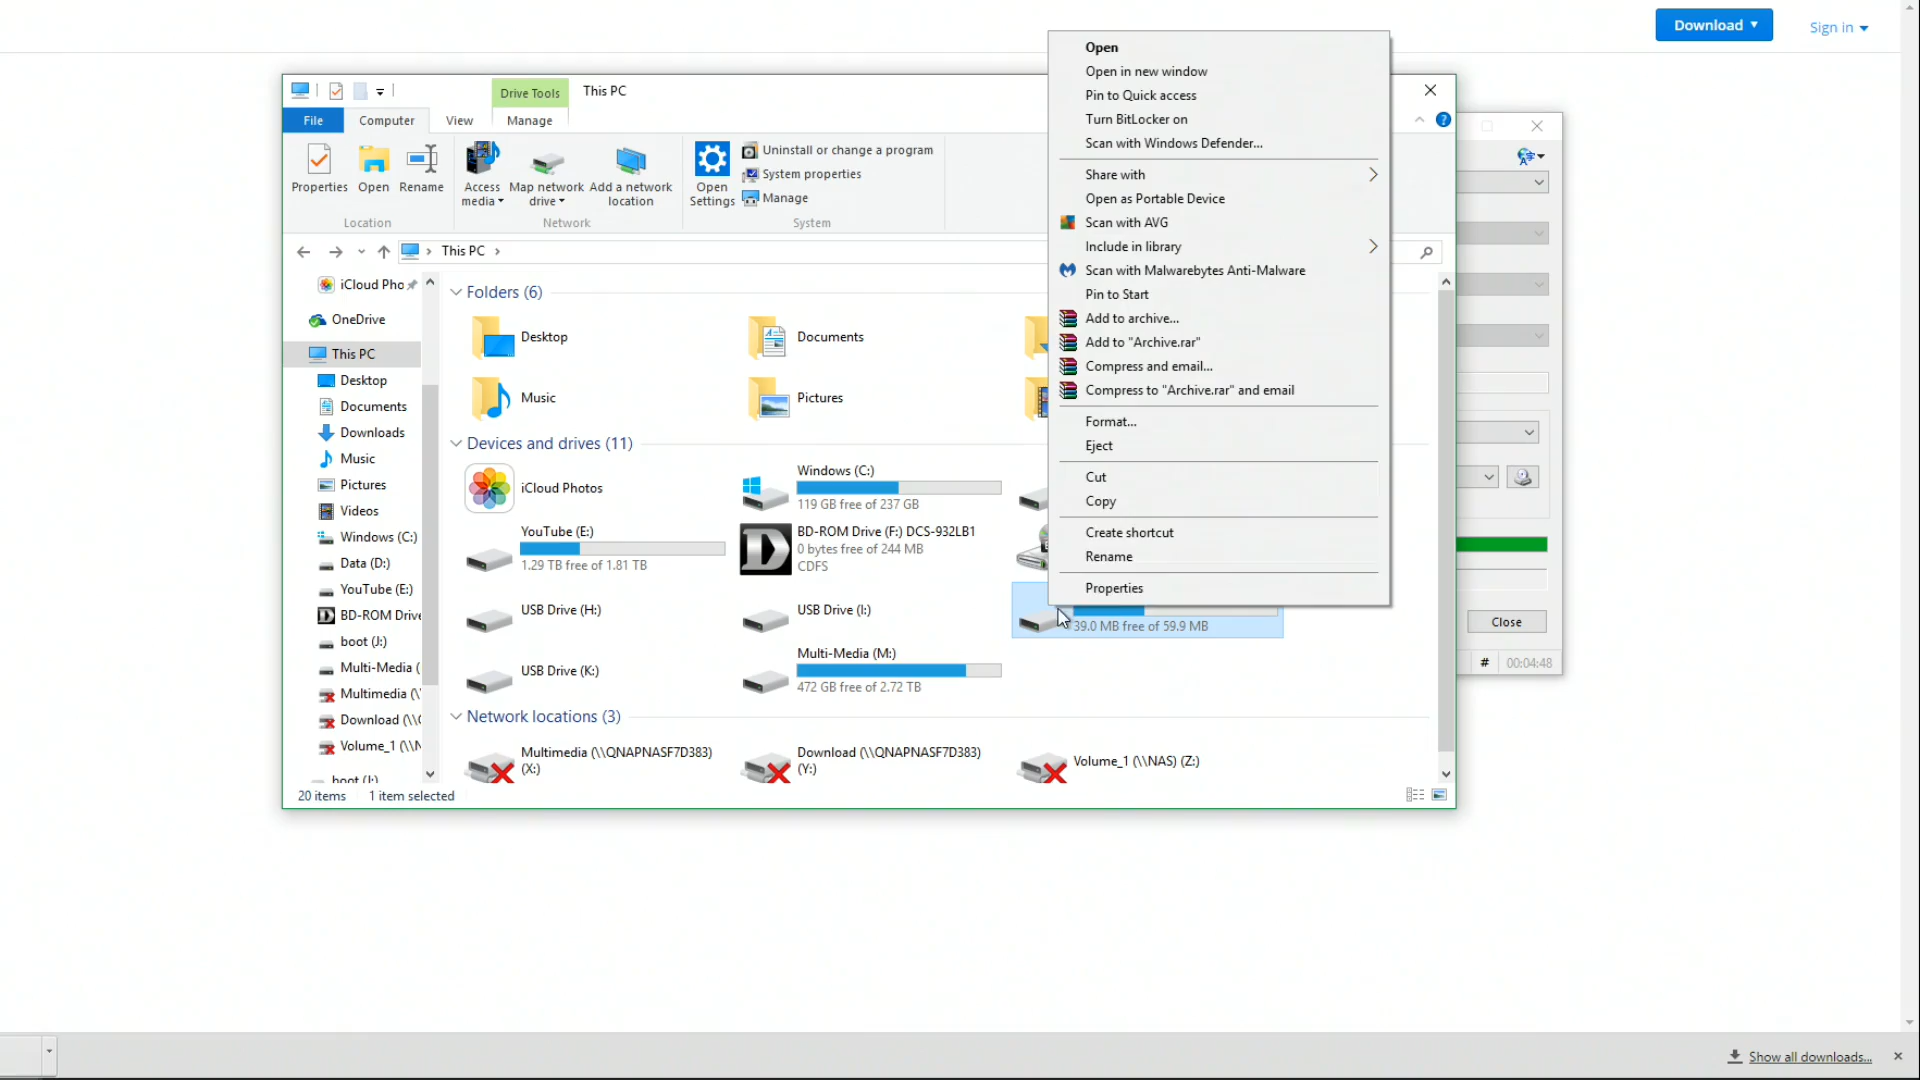 Download
Sign in
Drive Tools
This PC
File
Computer
View
Manage
Properties
Open
Rename
Access media
Map network drive
Add a network location
Open Settings
Uninstall or change a program
System properties
Manage
Location
Network
System
This PC
iCloud Pho
OneDrive
This PC
Desktop
Documents
Downloads
Music
Pictures
Videos
Windows (C:)
Data (D:)
YouTube (E:)
BD-ROM Drive
boot (J:)
Multi-Media (
Multimedia (\
Download (\\
Volume_1 (\\N
boot (J:)
Folders (6)
Desktop
Documents
Music
Pictures
Devices and drives (11)
iCloud Photos
Windows (C:)
119 GB free of 237 GB
YouTube (E:)
1.29 TB free of 1.81 TB
BD-ROM Drive (F:) DCS-932LB1
0 bytes free of 244 MB
CDFS
USB Drive (H:)
USB Drive (I:)
39.0 MB free of 59.9 MB
USB Drive (K:)
Multi-Media (M:)
472 GB free of 2.72 TB
Network locations (3)
Multimedia (\\QNAPNASF7D383)
(X:)
Download (\\QNAPNASF7D383)
(Y:)
Volume_1 (\\NAS) (Z:)
20 items
1 item selected
Open
Open in new window
Pin to Quick access
Turn BitLocker on
Scan with Windows Defender...
Share with
Open as Portable Device
Scan with AVG
Include in library
Scan with Malwarebytes Anti-Malware
Pin to Start
Add to archive...
Add to "Archive.rar"
Compress and email...
Compress to "Archive.rar" and email
Format...
Eject
Cut
Copy
Create shortcut
Rename
Properties
Close
#
00:04:48
Show all downloads...